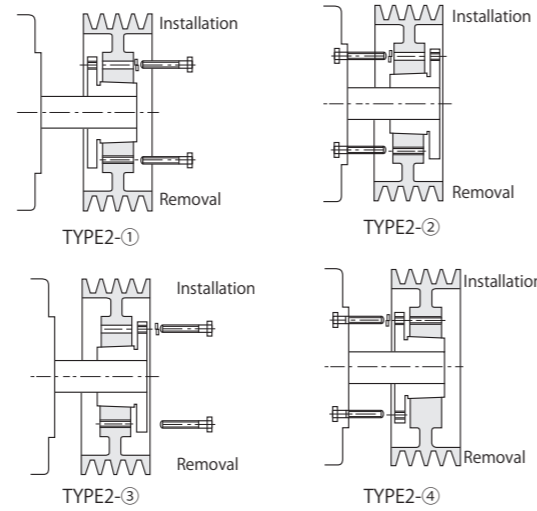 Installation
Removal
TYPE2-①
Installation
Removal
TYPE2-②
Installation
Removal
TYPE2-③
Installation
Removal
TYPE2-④